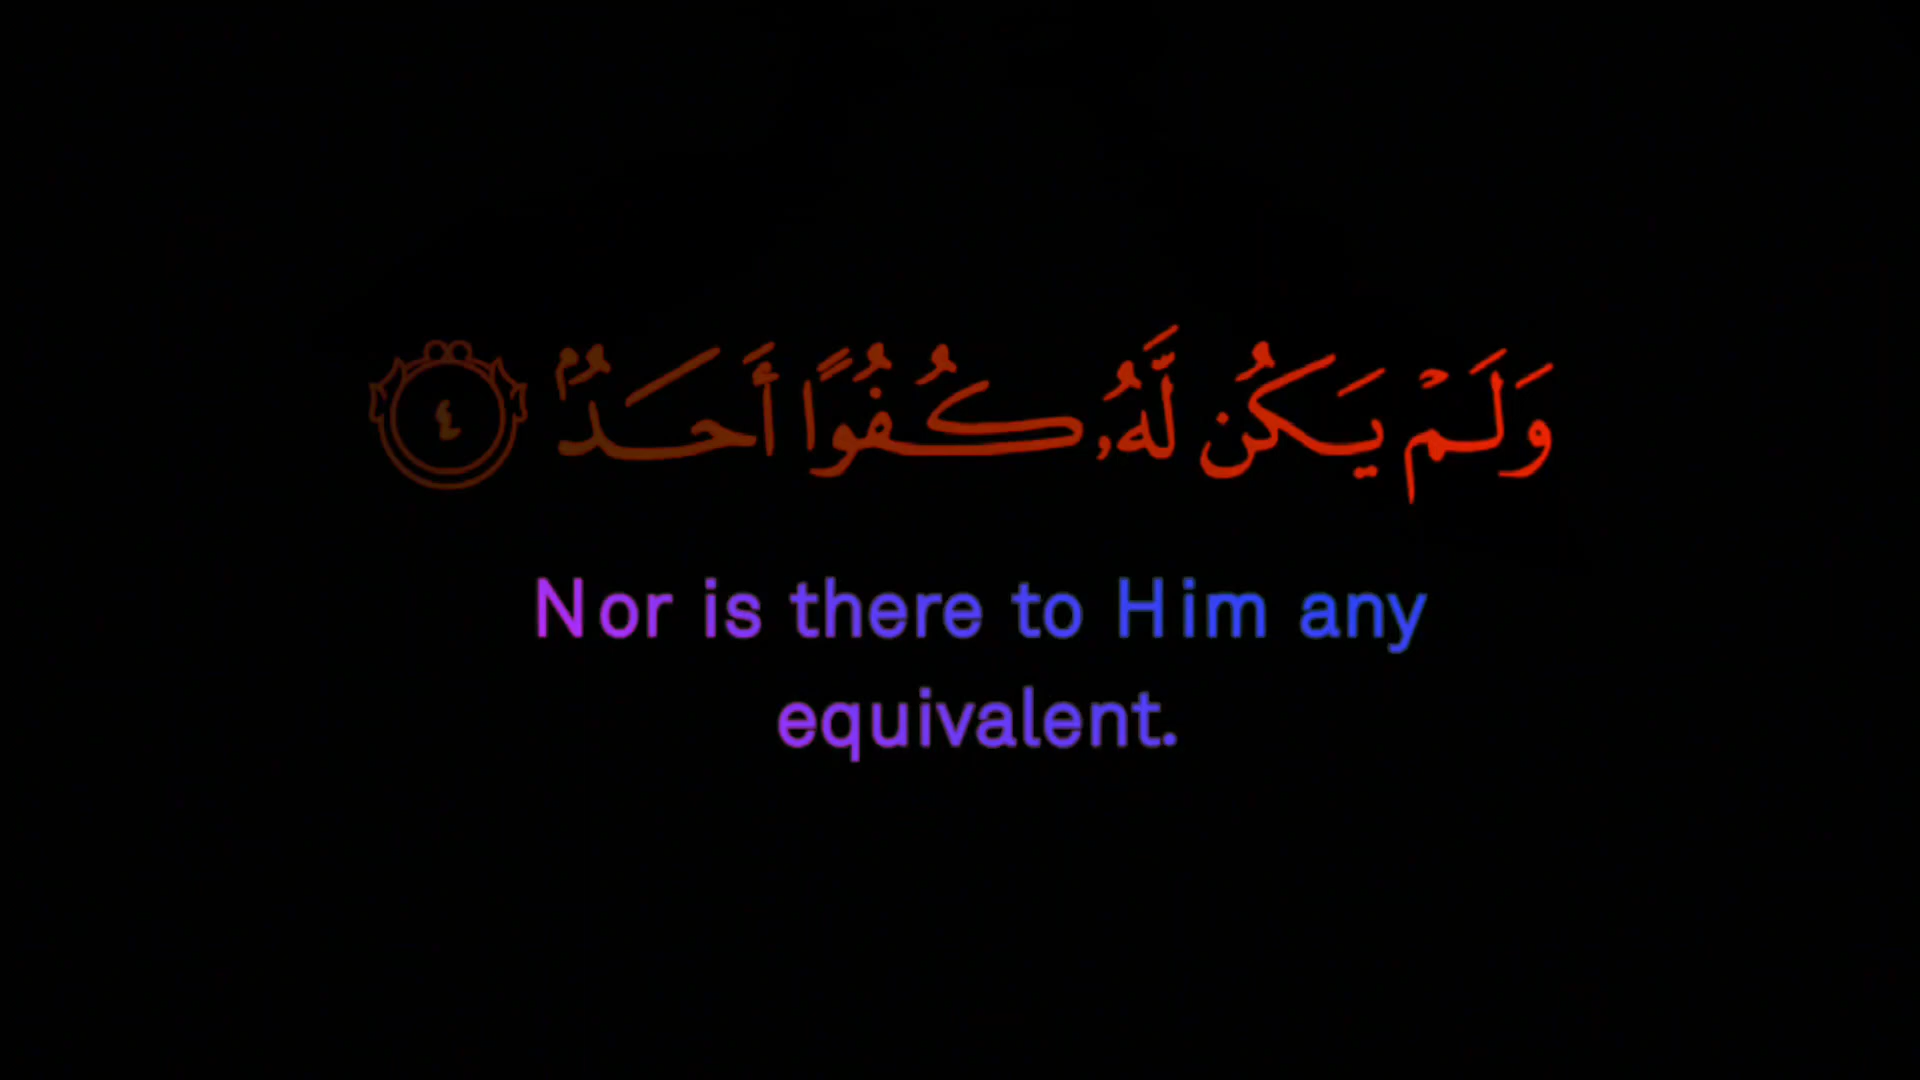 وَلَمْ يَكُن لَّهُۥ كُفُوًا أَحَدٌۢ ٤
Nor is there to Him any
equivalent.